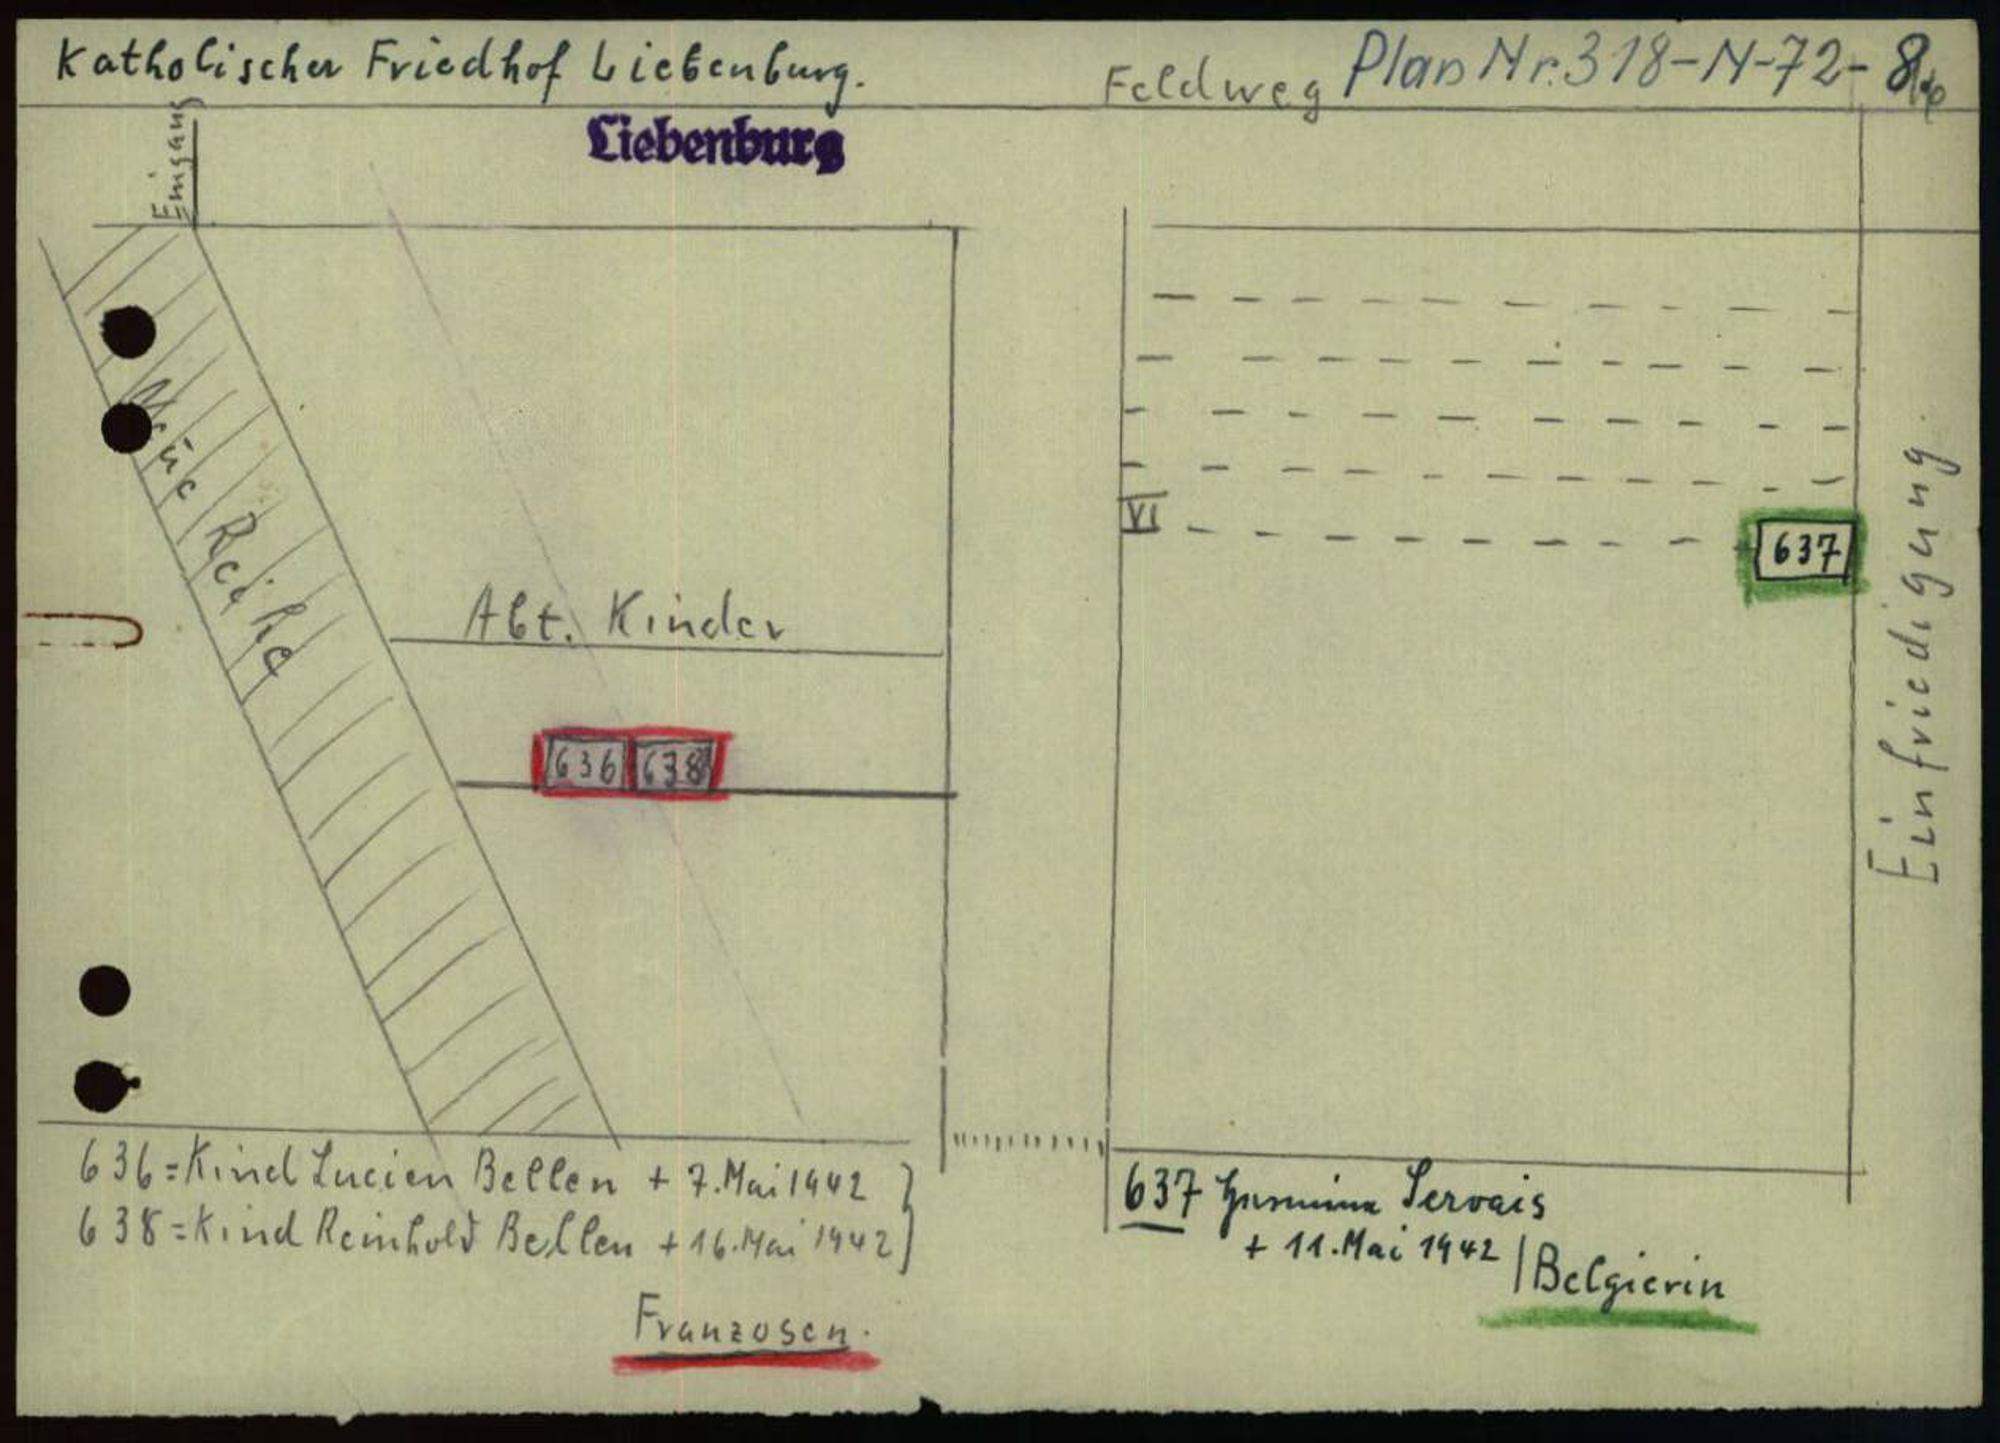 Katholischer Friedhof Liebenburg.
Feldweg Plan Nr. 318-N-72-8
Eingang
Liebenburg
Neue Reihe
Abt. Kinder
636 638
VI
637
Einfriedigung.
636=Kind Lucien Bellen + 7. Mai 1942
638=Kind Reinhold Bellen + 16. Mai 1942
Franzosen.
637 Servais
+ 11. Mai 1942
Belgierin